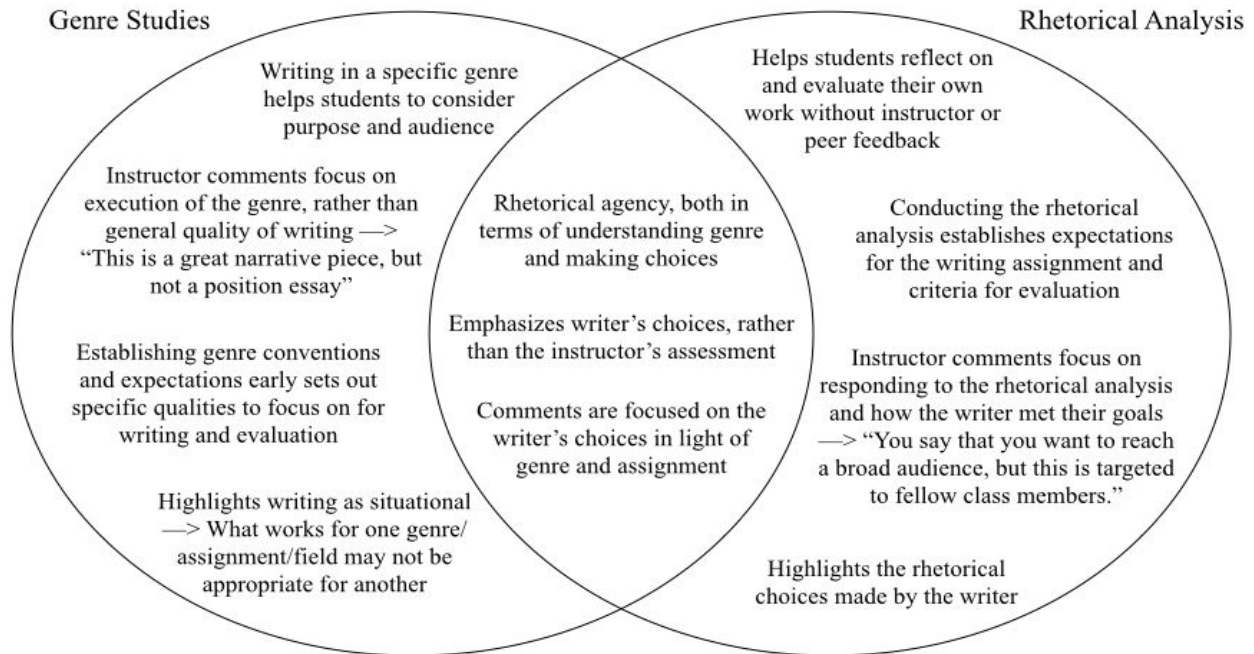 Genre Studies
Rhetorical Analysis
Writing in a specific genre
helps students to consider
purpose and audience
Instructor comments focus on
execution of the genre, rather than
general quality of writing —>
“This is a great narrative piece, but
not a position essay”
Establishing genre conventions
and expectations early sets out
specific qualities to focus on for
writing and evaluation
Highlights writing as situational
—> What works for one genre/
assignment/field may not be
appropriate for another
Rhetorical agency, both in
terms of understanding genre
and making choices
Emphasizes writer’s choices, rather
than the instructor’s assessment
Comments are focused on the
writer’s choices in light of
genre and assignment
Helps students reflect on
and evaluate their own
work without instructor or
peer feedback
Conducting the rhetorical
analysis establishes expectations
for the writing assignment and
criteria for evaluation
Instructor comments focus on
responding to the rhetorical analysis
and how the writer met their goals
—> “You say that you want to reach
a broad audience, but this is targeted
to fellow class members.”
Highlights the rhetorical
choices made by the writer